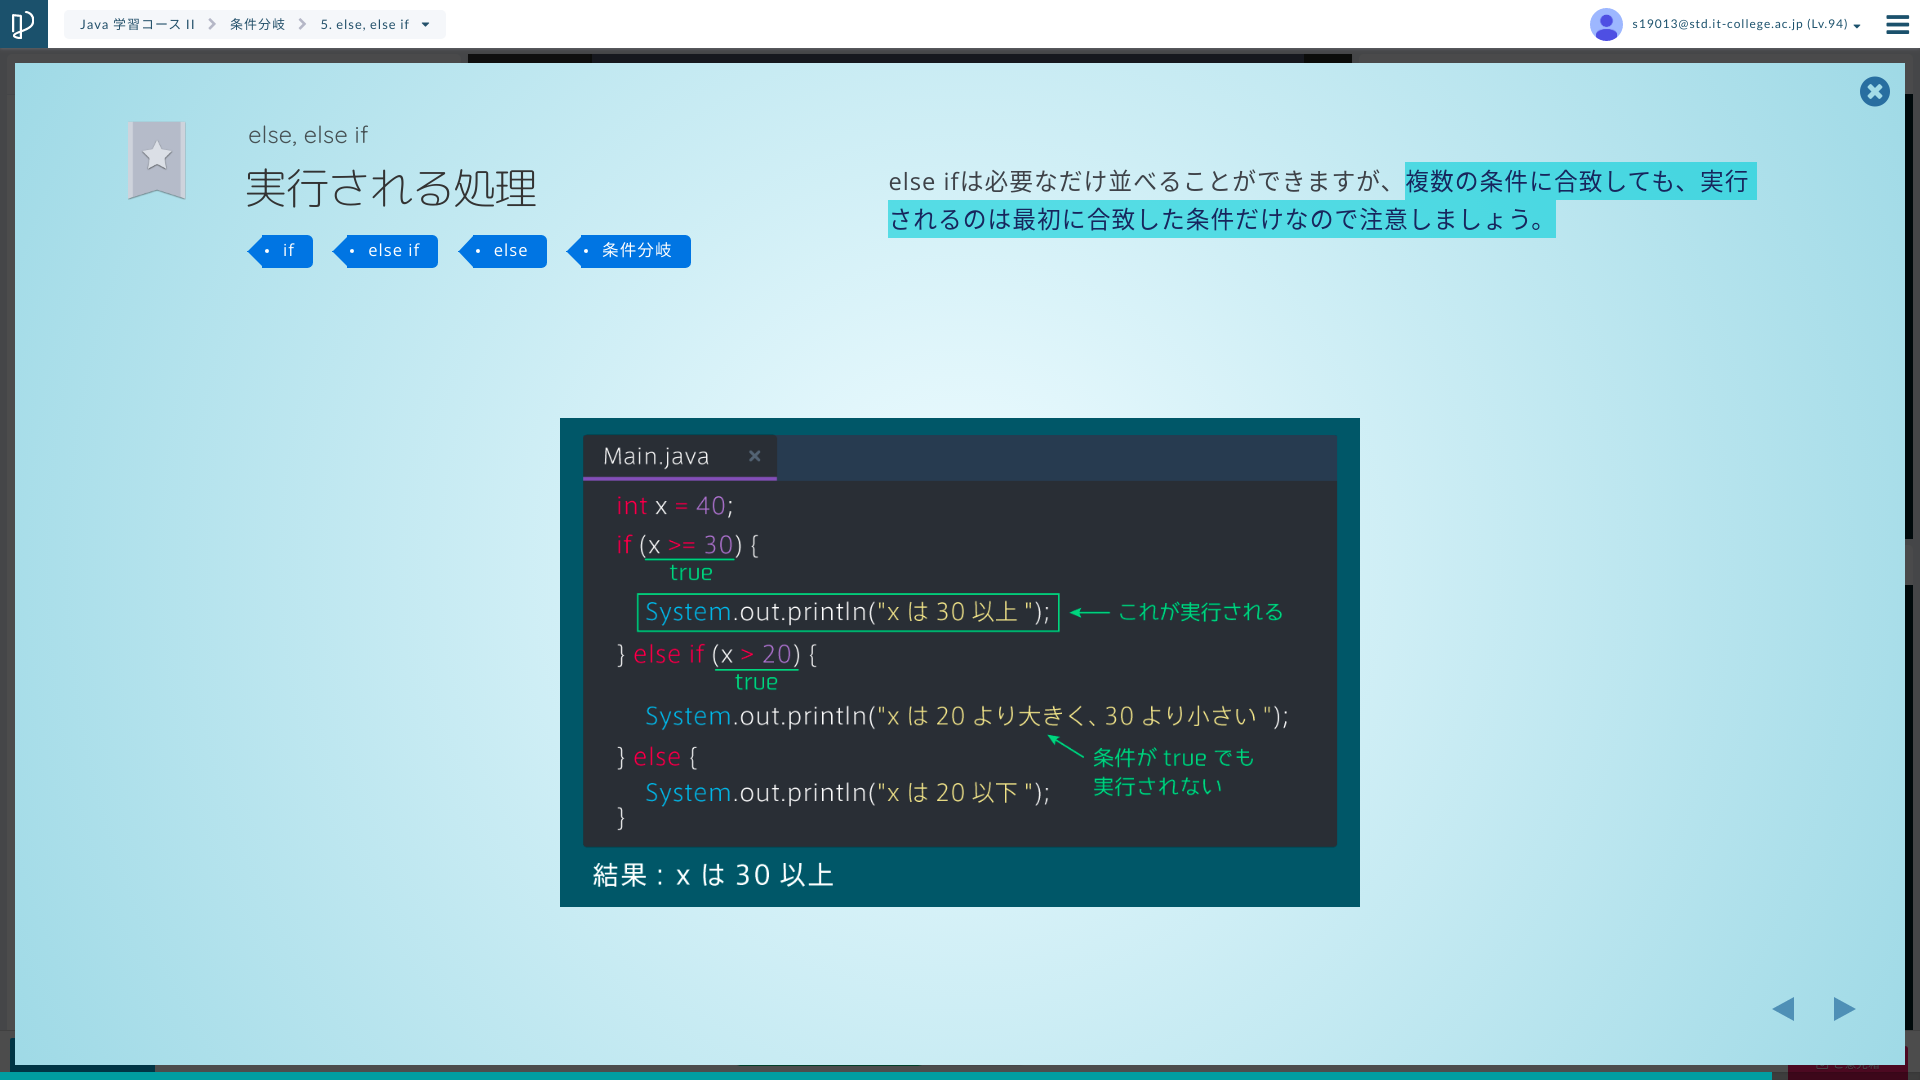 Java 学習コース II
条件分岐
5. else, else if
s19013@std.it-college.ac.jp (Lv.94)
else, else if
実行される処理
if
else if
else
条件分岐
else ifは必要なだけ並べることができますが、複数の条件に合致しても、実行
されるのは最初に合致した条件だけなので注意しましょう。
Main.java
int x = 40;
if (x >= 30) {
true
System.out.println("x は 30 以上 "); これが実行される
} else if (x > 20) {
true
System.out.println("x は 20 より大きく、30 より小さい ");
} else {
条件が true でも
実行されない
System.out.println("x は 20 以下 ");
}
結果 : x は 30 以上